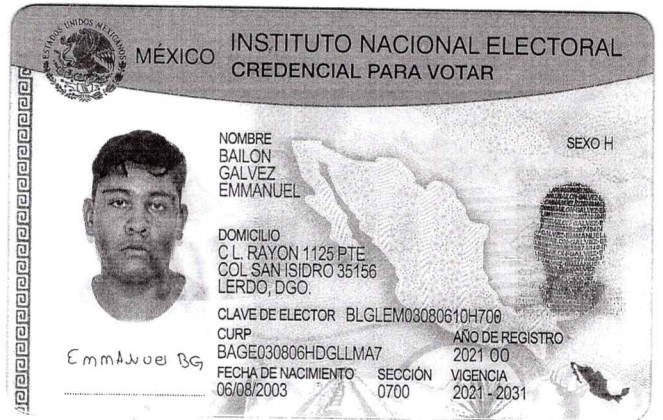 ESTADOS UNIDOS MEXICANOS
MÉXICO INSTITUTO NACIONAL ELECTORAL
CREDENCIAL PARA VOTAR
NOMBRE
SEXO H
BAILON
GALVEZ
EMMANUEL
DOMICILIO
C L. RAYON 1125 PTE
COL SAN ISIDRO 35156
LERDO, DGO.
CLAVE DE ELECTOR BLGLEM03080610H700
CURP
BAGE030806HDGLLMA7
AÑO DE REGISTRO
2021 00
FECHA DE NACIMIENTO
06/08/2003
SECCIÓN
0700
VIGENCIA
2021 - 2031
EmmANuel BG